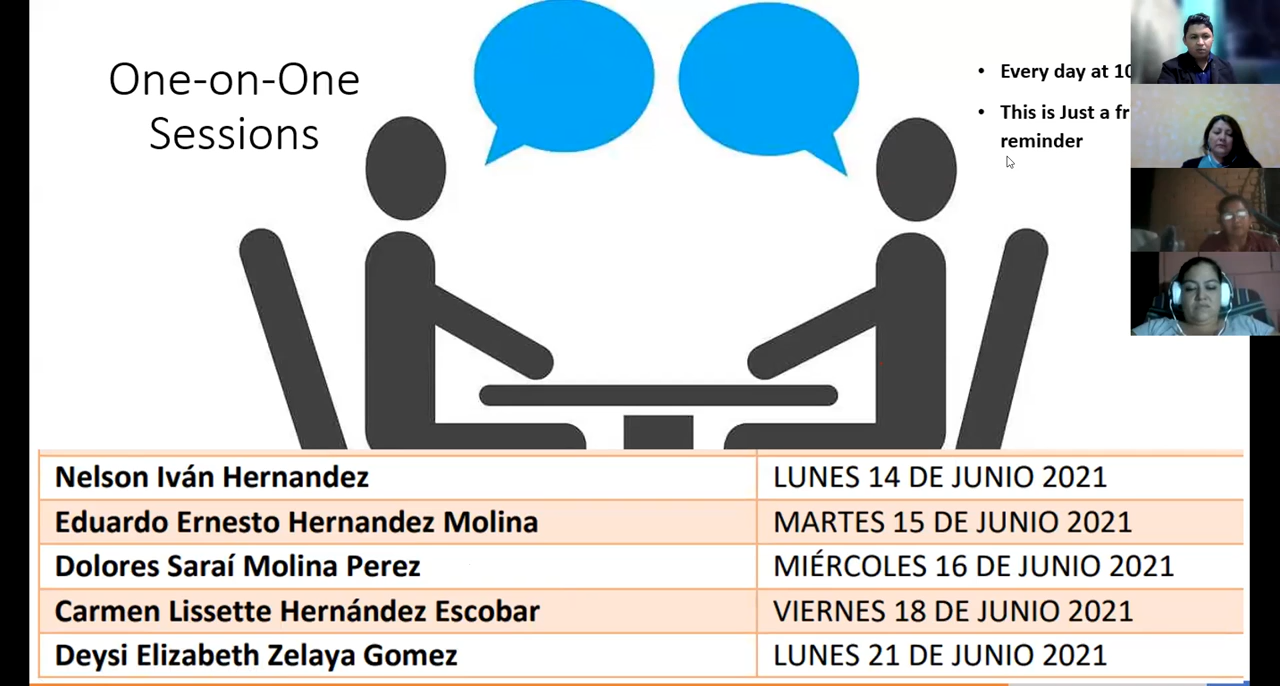 One-on-One
Sessions
Every day at 10
This is Just a
reminder
Nelson Iván Hernandez LUNES 14 DE JUNIO 2021
Eduardo Ernesto Hernandez Molina MARTES 15 DE JUNIO 2021
Dolores Saraí Molina Perez MIÉRCOLES 16 DE JUNIO 2021
Carmen Lissette Hernández Escobar VIERNES 18 DE JUNIO 2021
Deysi Elizabeth Zelaya Gomez LUNES 21 DE JUNIO 2021